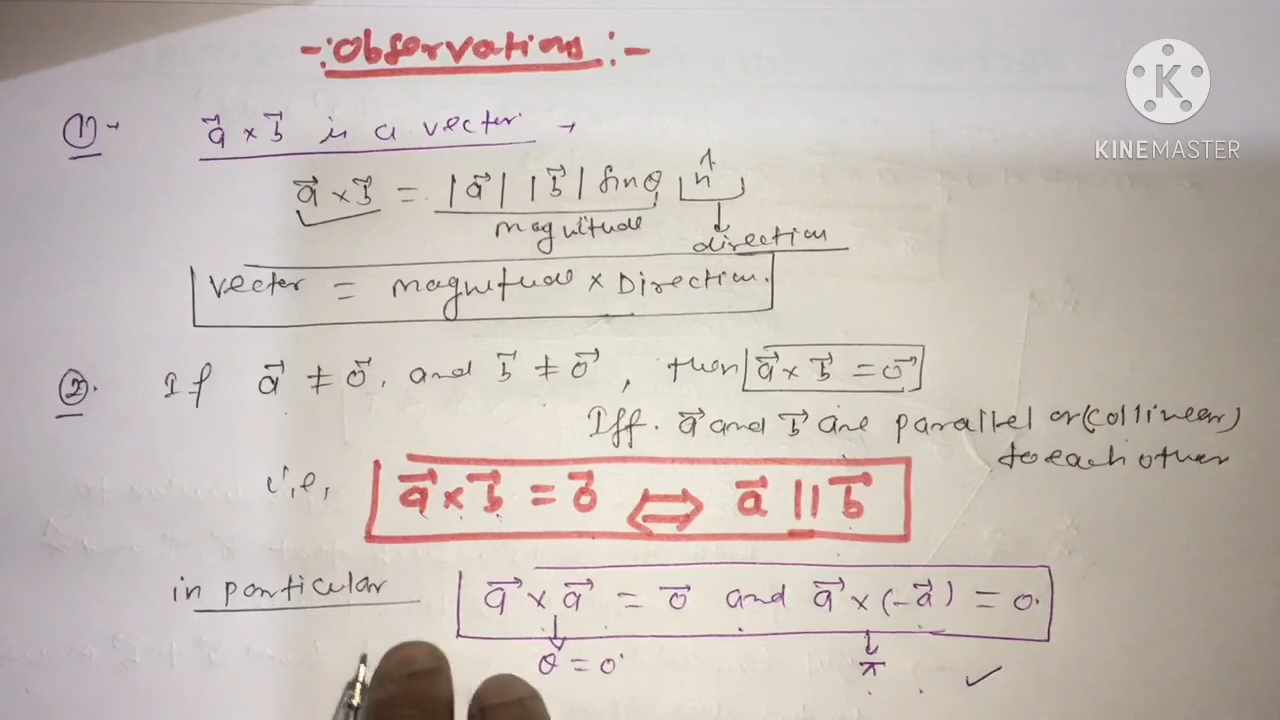 -: Observations :-
K
KINEMASTER
①→ a⃗ × b⃗ is a vector →
a⃗ × b⃗ = |a⃗| |b⃗| sinθ n̂
magnitude
direction
vector = magnitude × Direction.
②. If a⃗ ≠ 0⃗, and b⃗ ≠ 0⃗, then a⃗ × b⃗ = 0⃗
Iff. a⃗ and b⃗ are parallel or (collinear)
to each other
i.e, a⃗ × b⃗ = 0⃗ ⇔ a⃗ || b⃗
in particular a⃗ × a⃗ = 0⃗ and a⃗ × (-a⃗) = 0.
θ = 0 π ✓